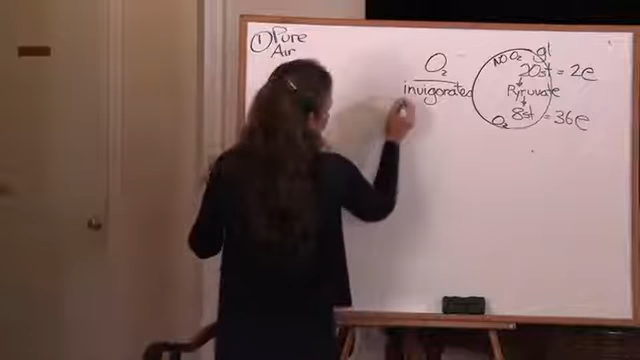 ① Pure
Air
O₂
invigorated
NO O₂
gl
20st = 2e
Pyruvate
O₂
8st = 36e